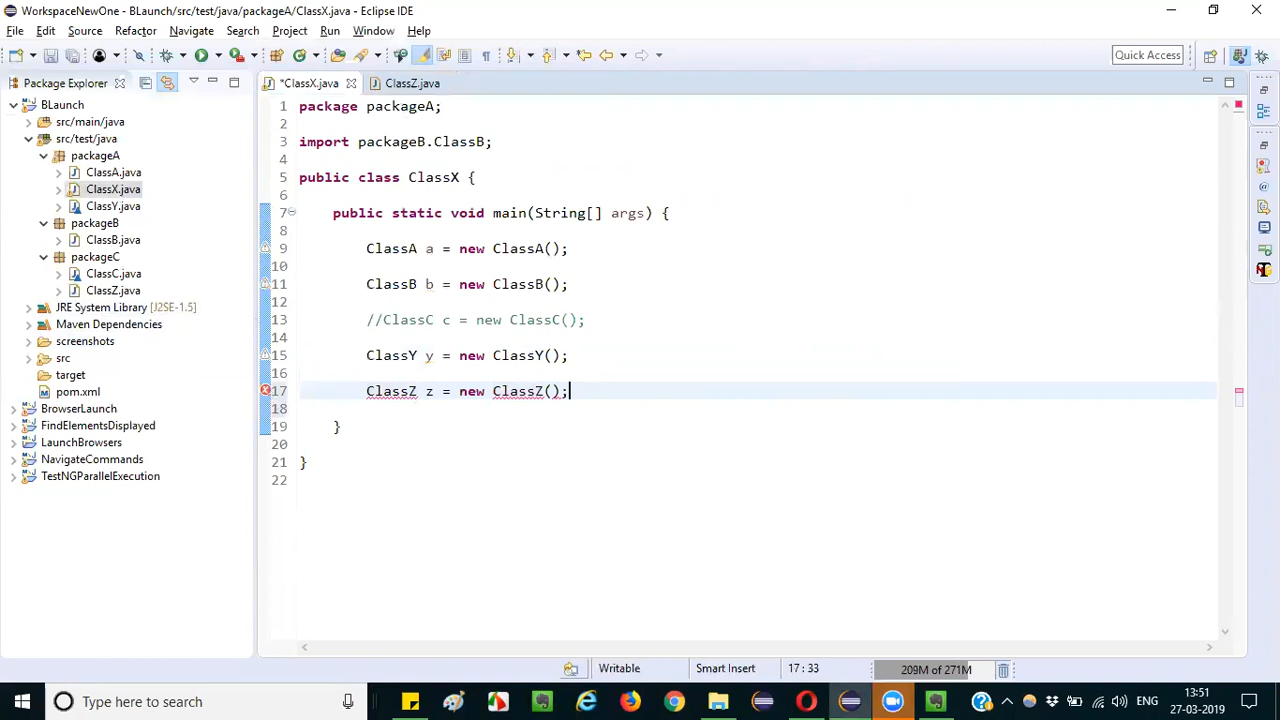 WorkspaceNewOne - BLaunch/src/test/java/packageA/ClassX.java - Eclipse IDE
File Edit Source Refactor Navigate Search Project Run Window Help
Quick Access
Package Explorer
*ClassX.java
ClassZ.java
BLaunch
src/main/java
src/test/java
packageA
ClassA.java
ClassX.java
ClassY.java
packageB
ClassB.java
packageC
ClassC.java
ClassZ.java
JRE System Library [J2SE-1.5]
Maven Dependencies
screenshots
src
target
pom.xml
BrowserLaunch
FindElementsDisplayed
LaunchBrowsers
NavigateCommands
TestNGParallelExecution
1 package packageA;
2
3 import packageB.ClassB;
4
5 public class ClassX {
6
7 public static void main(String[] args) {
8
9 ClassA a = new ClassA();
10
11 ClassB b = new ClassB();
12
13 //ClassC c = new ClassC();
14
15 ClassY y = new ClassY();
16
17 ClassZ z = new ClassZ();
18
19 }
20
21 }
22
Writable
Smart Insert
17 : 33
209M of 271M
Type here to search
ENG
13:51
27-03-2019